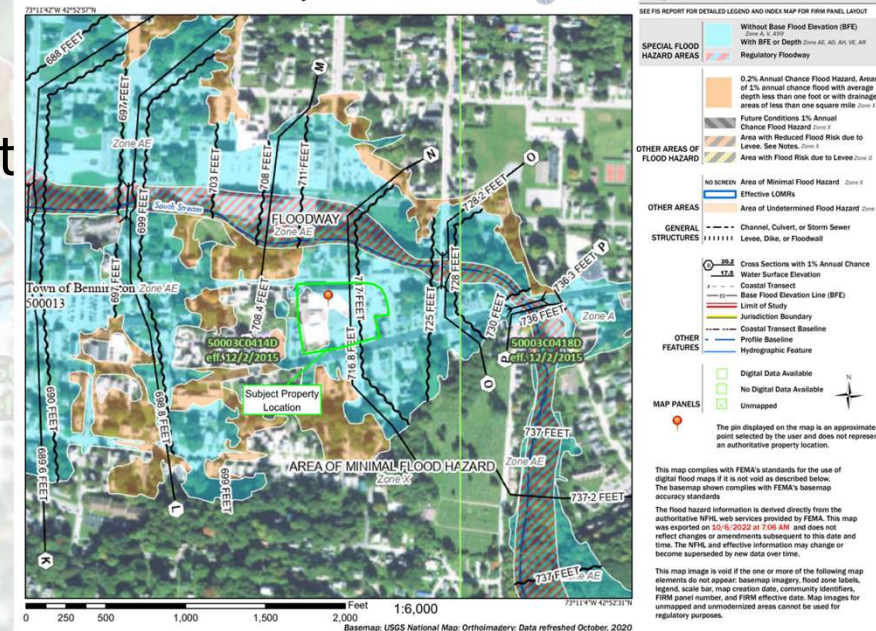 t
73°11'42"W 42°52'57"N
688 FEET
697 FEET
Zone AE
699 FEET
703 FEET
708 FEET
711 FEET
M
N
O
P
728.2 FEET
736.3 FEET
South Stream
FLOODWAY
Zone AE
Town of Bennington
500013
Zone AE
697 FEET
708.4 FEET
717 FEET
725 FEET
728 FEET
730 FEET
736 FEET
Zone A
50003C0414D
eff. 12/2/2015
50003C0418D
eff. 12/2/2015
P
O
716.8 FEET
Subject Property
Location
690 FEET
698.8 FEET
689.6 FEET
699 FEET
737 FEET
AREA OF MINIMAL FLOOD HAZARD
Zone X
Zone AE
737.2 FEET
L
K
737 FEET
Zone AE
73°11'4"W 42°52'31"N
0 250 500 1,000 1,500 2,000 Feet 1:6,000
Basemap: USGS National Map: Orthoimagery: Data refreshed October, 2020
SEE FIS REPORT FOR DETAILED LEGEND AND INDEX MAP FOR FIRM PANEL LAYOUT
SPECIAL FLOOD
HAZARD AREAS
Without Base Flood Elevation (BFE)
Zone A, V, A99
With BFE or Depth Zone AE, AO, AH, VE, AR
Regulatory Floodway
OTHER AREAS OF
FLOOD HAZARD
0.2% Annual Chance Flood Hazard, Areas
of 1% annual chance flood with average
depth less than one foot or with drainage
areas of less than one square mile Zone X
Future Conditions 1% Annual
Chance Flood Hazard Zone X
Area with Reduced Flood Risk due to
Levee. See Notes. Zone X
Area with Flood Risk due to Levee Zone D
OTHER AREAS
NO SCREEN Area of Minimal Flood Hazard Zone X
Effective LOMRs
Area of Undetermined Flood Hazard Zone
GENERAL
STRUCTURES
Channel, Culvert, or Storm Sewer
Levee, Dike, or Floodwall
OTHER
FEATURES
B 20.2 Cross Sections with 1% Annual Chance
17.5 Water Surface Elevation
8 Coastal Transect
513 Base Flood Elevation Line (BFE)
Limit of Study
Jurisdiction Boundary
Coastal Transect Baseline
Profile Baseline
Hydrographic Feature
MAP PANELS
Digital Data Available
No Digital Data Available
Unmapped
N
The pin displayed on the map is an approximate
point selected by the user and does not represen
an authoritative property location.
This map complies with FEMA's standards for the use of
digital flood maps if it is not void as described below.
The basemap shown complies with FEMA's basemap
accuracy standards
The flood hazard information is derived directly from the
authoritative NFHL web services provided by FEMA. This map
was exported on 10/6/2022 at 7:06 AM and does not
reflect changes or amendments subsequent to this date and
time. The NFHL and effective information may change or
become superseded by new data over time.
This map image is void if the one or more of the following map
elements do not appear: basemap imagery, flood zone labels,
legend, scale bar, map creation date, community identifiers,
FIRM panel number, and FIRM effective date. Map images for
unmapped and unmodernized areas cannot be used for
regulatory purposes.